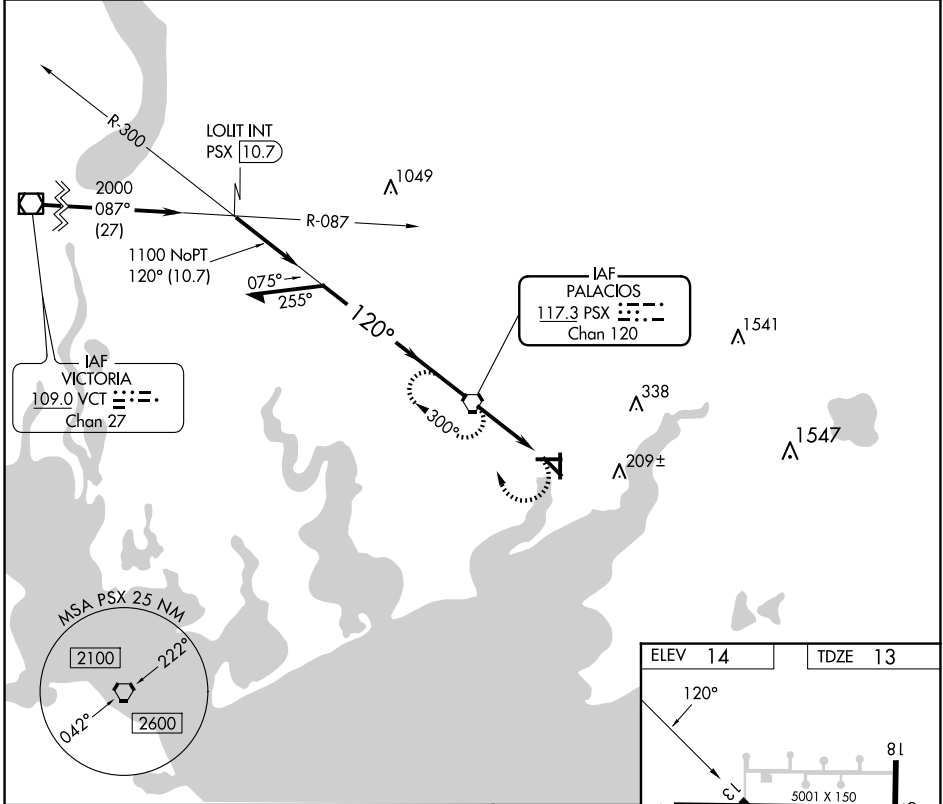 R-300
LOLIT INT
PSX 10.7
1049
2000
087°
(27)
R-087
1100 NoPT
120° (10.7)
075°
255°
120°
IAF
PALACIOS
117.3 PSX
Chan 120
1541
IAF
VICTORIA
109.0 VCT
Chan 27
300°
338
209±
1547
MSA PSX 25 NM
2100
222°
042°
2600
ELEV 14
TDZE 13
120°
18
13
5001 X 150